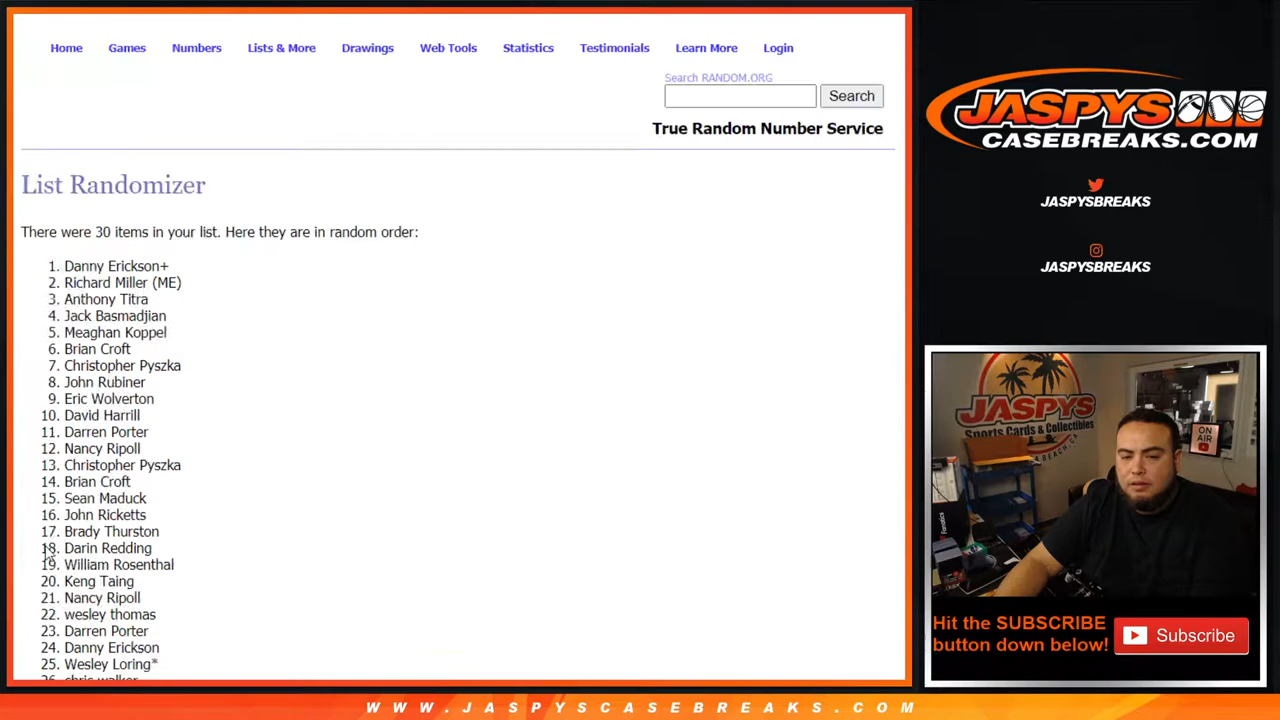 Home Games Numbers Lists & More Drawings Web Tools Statistics Testimonials Learn More Login
Search RANDOM.ORG
Search
True Random Number Service
List Randomizer
There were 30 items in your list. Here they are in random order:
1. Danny Erickson+
2. Richard Miller (ME)
3. Anthony Titra
4. Jack Basmadjian
5. Meaghan Koppel
6. Brian Croft
7. Christopher Pyszka
8. John Rubiner
9. Eric Wolverton
10. David Harrill
11. Darren Porter
12. Nancy Ripoll
13. Christopher Pyszka
14. Brian Croft
15. Sean Maduck
16. John Ricketts
17. Brady Thurston
18. Darin Redding
19. William Rosenthal
20. Keng Taing
21. Nancy Ripoll
22. wesley thomas
23. Darren Porter
24. Danny Erickson
25. Wesley Loring*
26. chris walker
JASPYS
CASEBREAKS.COM
JASPYSBREAKS
JASPYSBREAKS
JASPYS
Sports Cards & Collectibles
ON
AIR
Fanatics
Hit the SUBSCRIBE
button down below!
Subscribe
WWW.JASPYSCASEBREAKS.COM